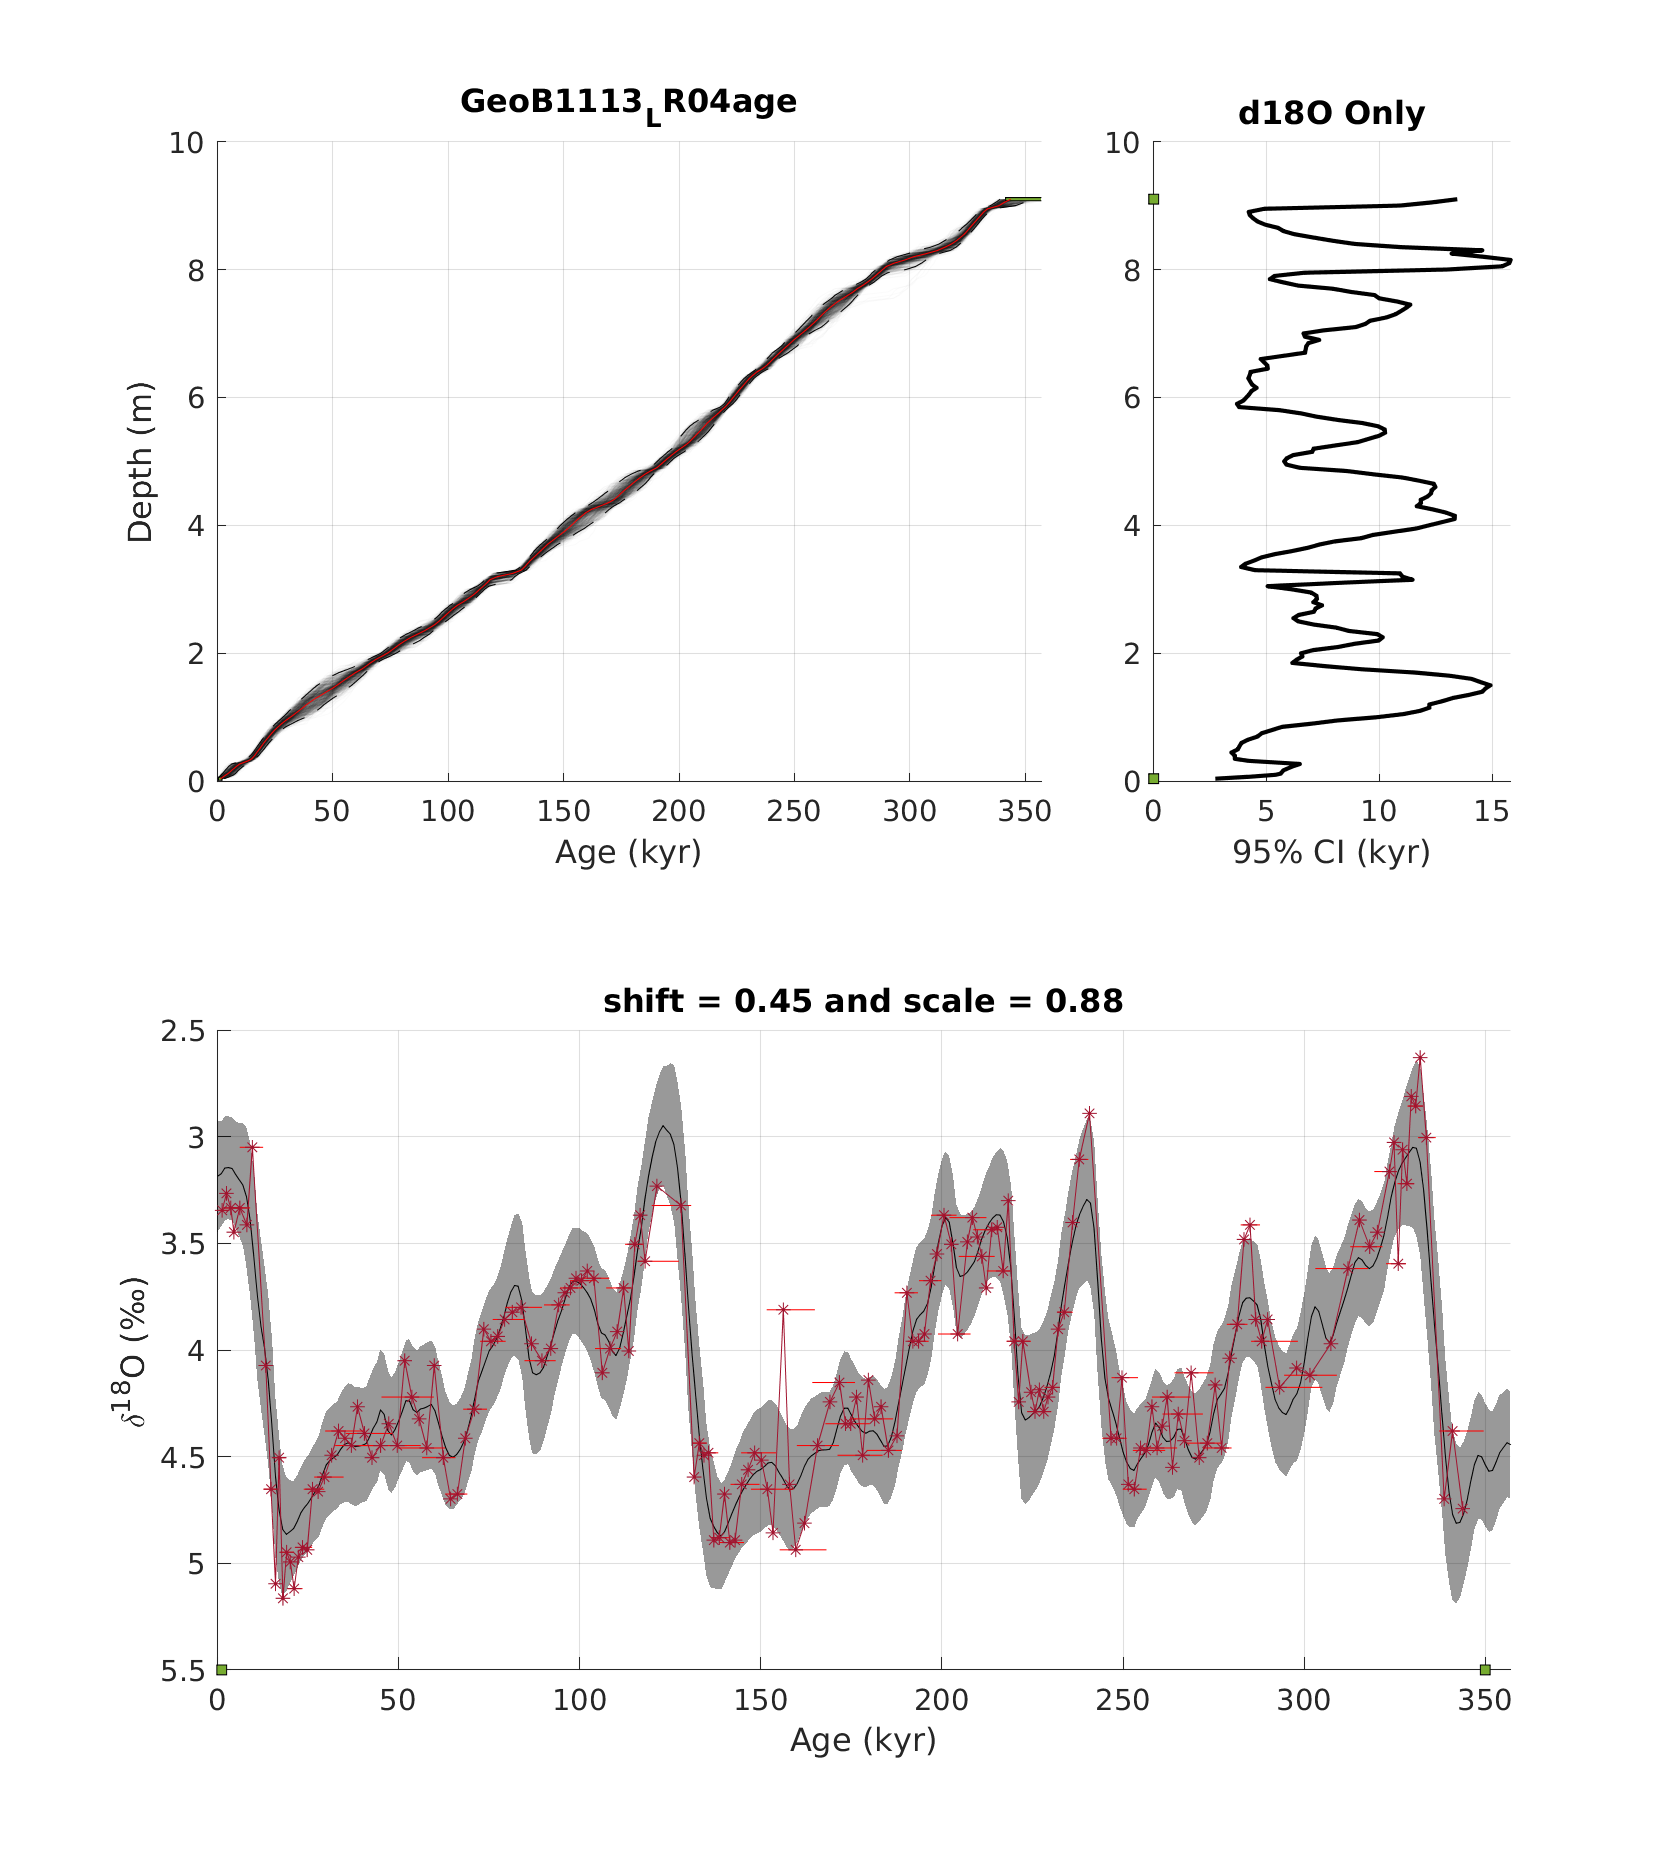 GeoB1113LR04age
10
8
6
4
2
0
Depth (m)
0 50 100 150 200 250 300 350
Age (kyr)
d18O Only
10
8
6
4
2
0
0 5 10 15
95% CI (kyr)
shift = 0.45 and scale = 0.88
2.5
3
3.5
4
4.5
5
5.5
δ18O (‰)
0 50 100 150 200 250 300 350
Age (kyr)